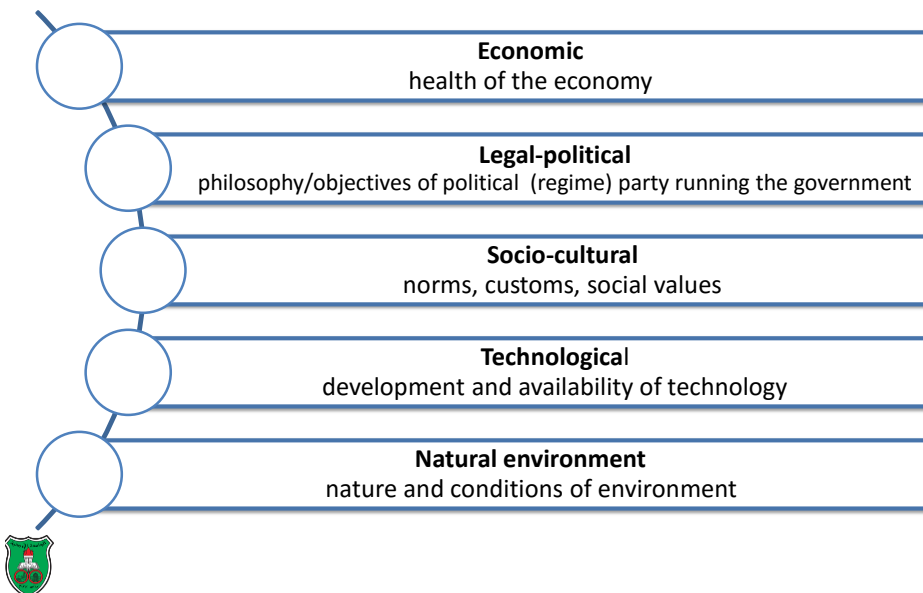 Economic
health of the economy
Legal-political
philosophy/objectives of political (regime) party running the government
Socio-cultural
norms, customs, social values
Technological
development and availability of technology
Natural environment
nature and conditions of environment